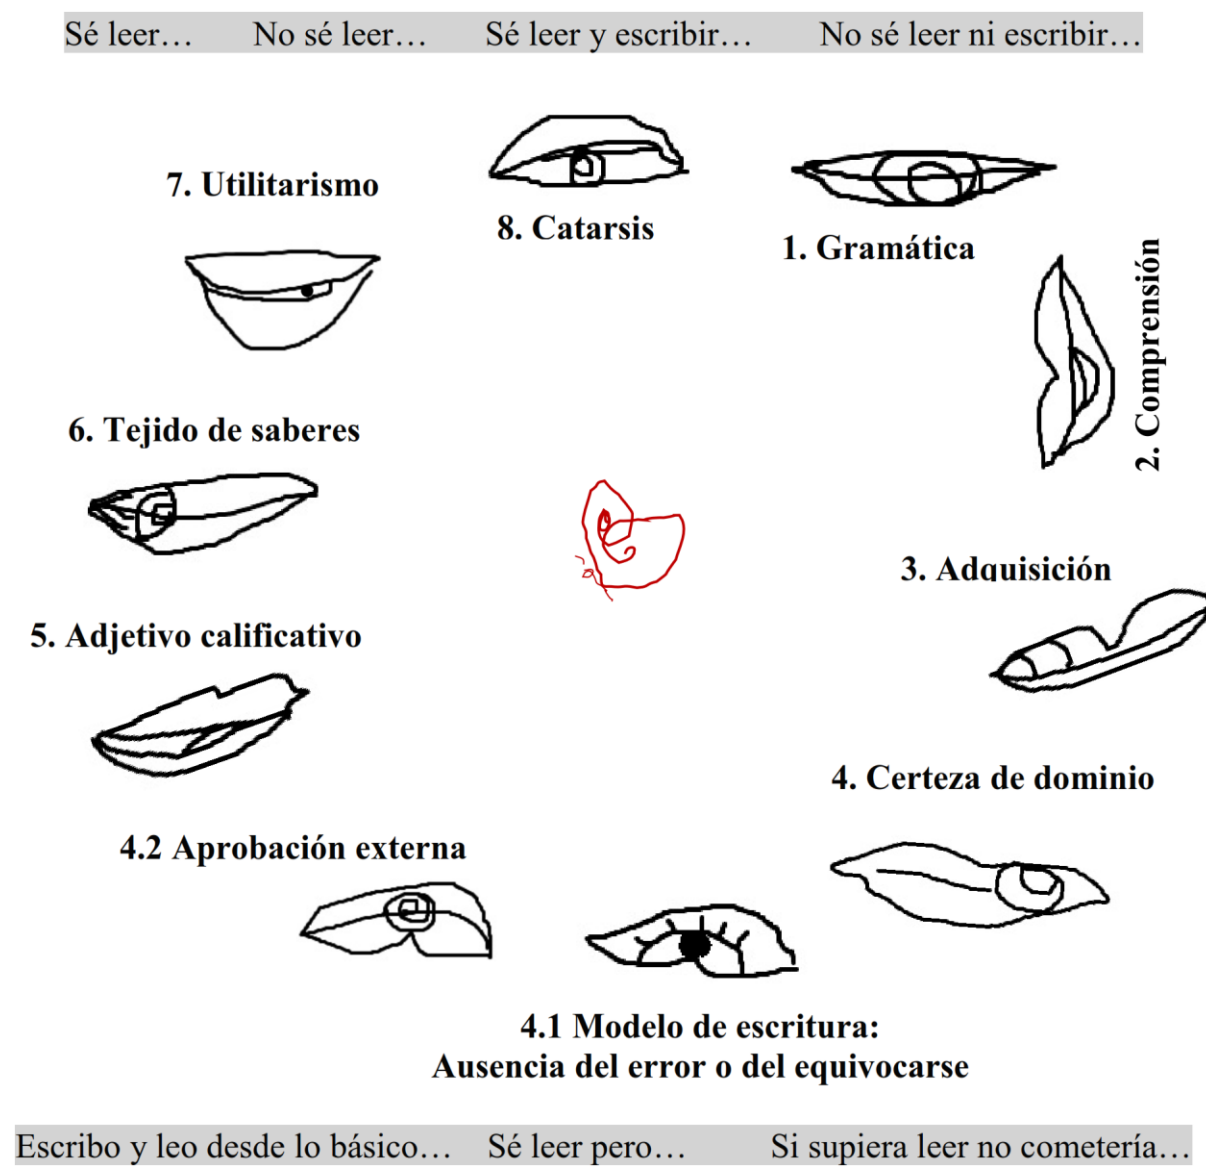 Sé leer… No sé leer… Sé leer y escribir… No sé leer ni escribir…
7. Utilitarismo
8. Catarsis
1. Gramática
2. Comprensión
6. Tejido de saberes
3. Adquisición
5. Adjetivo calificativo
4. Certeza de dominio
4.2 Aprobación externa
4.1 Modelo de escritura:
Ausencia del error o del equivocarse
Escribo y leo desde lo básico… Sé leer pero… Si supiera leer no cometería…